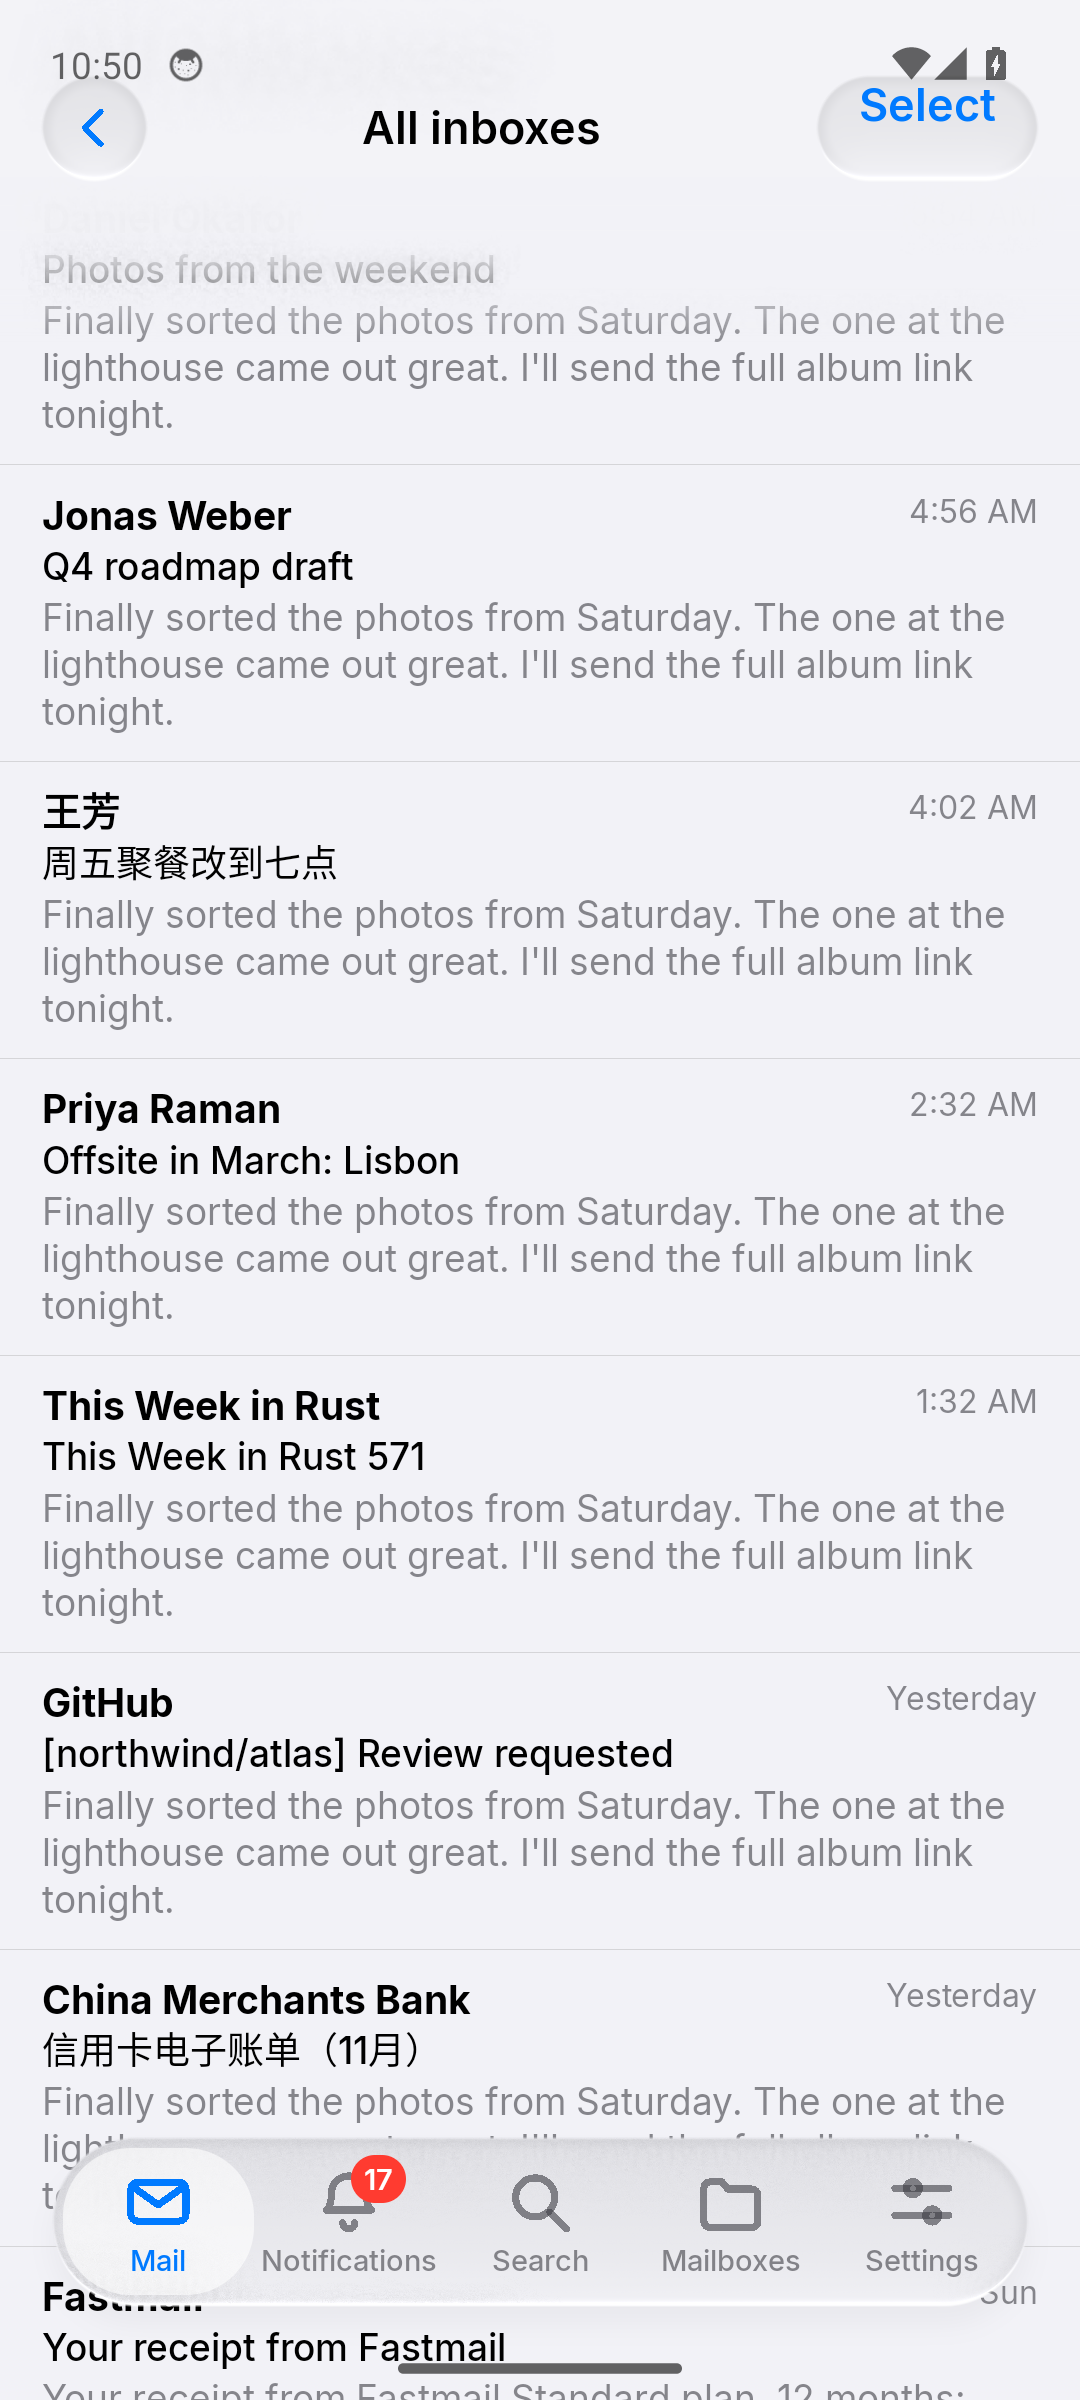 10:50
All inboxes
Select
Daniel Okafor
Photos from the weekend
Finally sorted the photos from Saturday. The one at the
lighthouse came out great. I'll send the full album link
tonight.
Jonas Weber
4:56 AM
Q4 roadmap draft
Finally sorted the photos from Saturday. The one at the
lighthouse came out great. I'll send the full album link
tonight.
王芳
4:02 AM
周五聚餐改到七点
Finally sorted the photos from Saturday. The one at the
lighthouse came out great. I'll send the full album link
tonight.
Priya Raman
2:32 AM
Offsite in March: Lisbon
Finally sorted the photos from Saturday. The one at the
lighthouse came out great. I'll send the full album link
tonight.
This Week in Rust
1:32 AM
This Week in Rust 571
Finally sorted the photos from Saturday. The one at the
lighthouse came out great. I'll send the full album link
tonight.
GitHub
Yesterday
[northwind/atlas] Review requested
Finally sorted the photos from Saturday. The one at the
lighthouse came out great. I'll send the full album link
tonight.
China Merchants Bank
Yesterday
信用卡电子账单（11月）
Finally sorted the photos from Saturday. The one at the
17
Mail
Notifications
Search
Mailboxes
Settings
Fastmail
Sun
Your receipt from Fastmail
Your receipt from Fastmail Standard plan, 12 months: